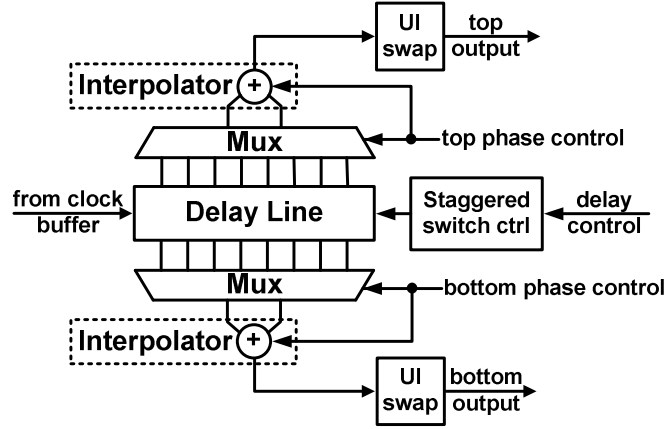 UI
swap
top
output
Interpolator
+
Mux
top phase control
from clock
buffer
Delay Line
Staggered
switch ctrl
delay
control
Mux
bottom phase control
Interpolator
+
UI
swap
bottom
output